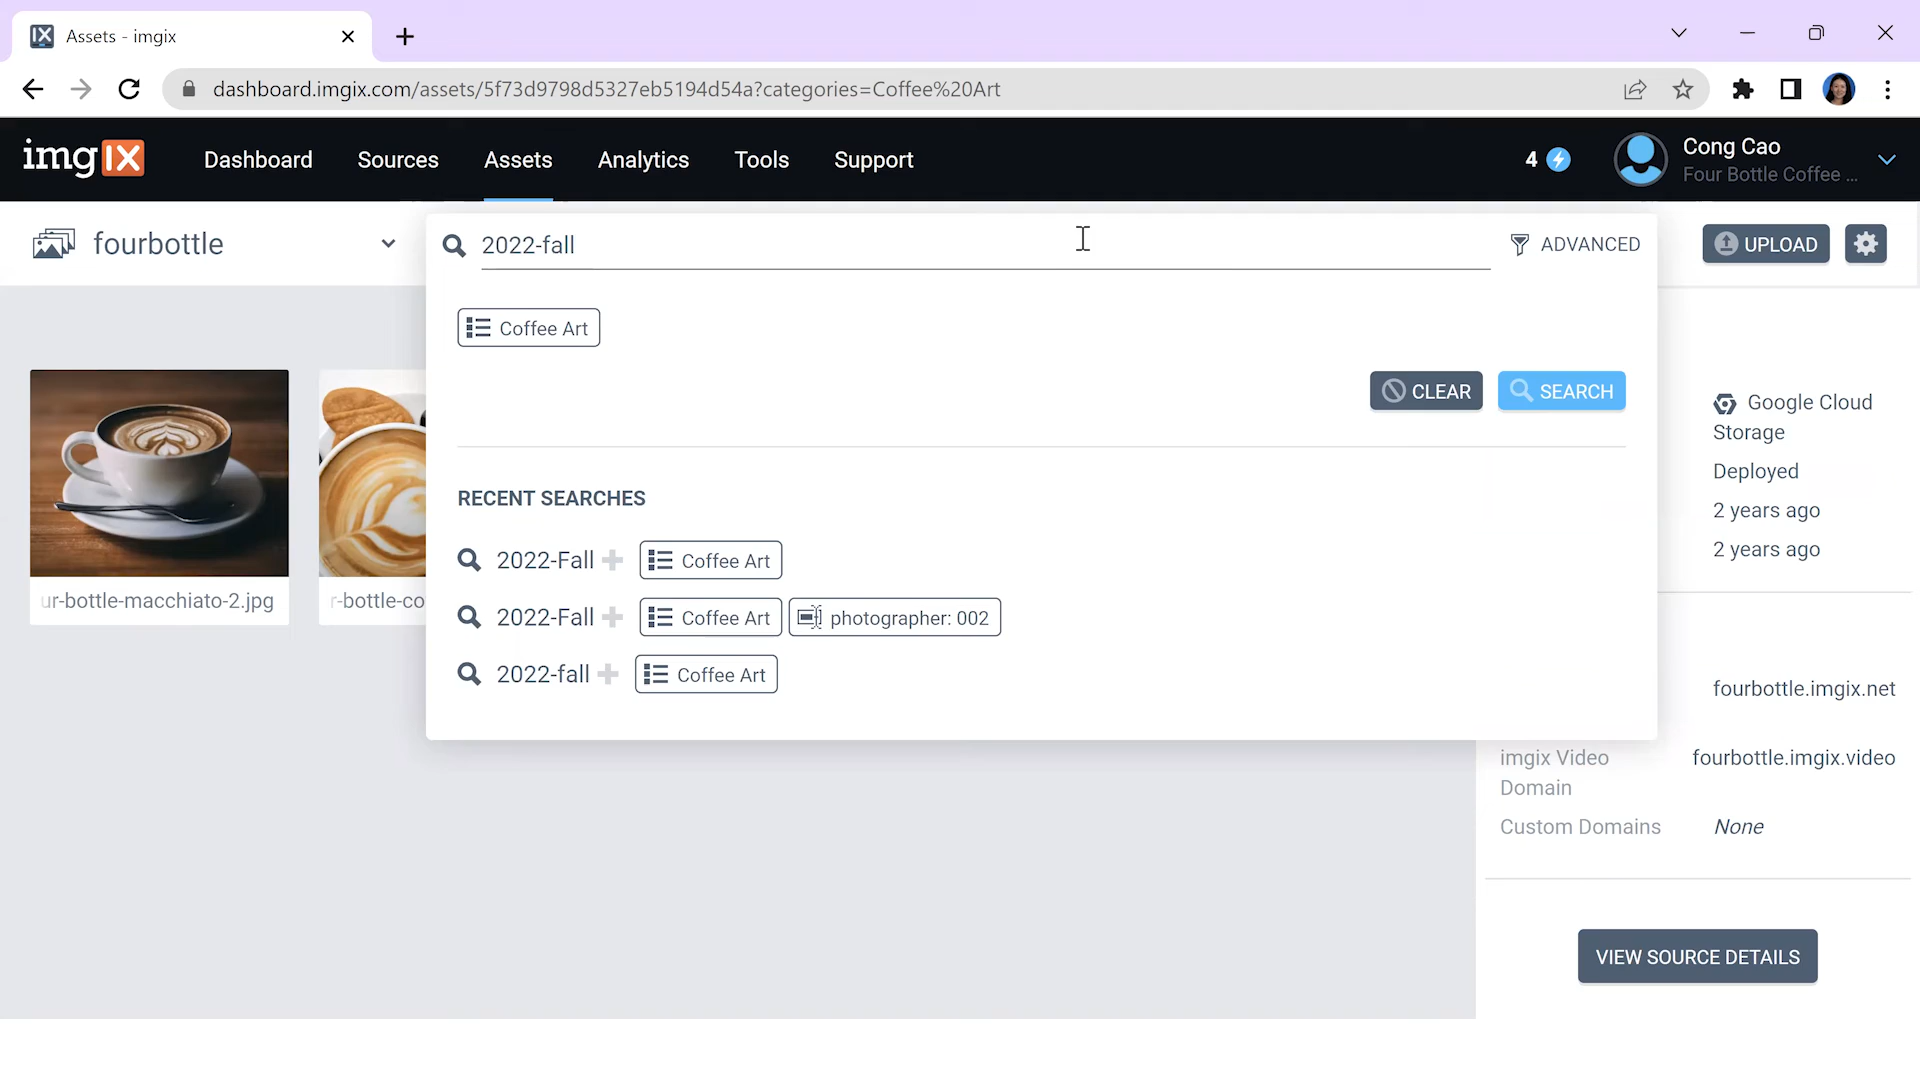 Assets - imgix
dashboard.imgix.com/assets/5f73d9798d5327eb5194d54a?categories=Coffee%20Art
imgIX
Dashboard
Sources
Assets
Analytics
Tools
Support
4
Cong Cao
Four Bottle Coffee ...
fourbottle
2022-fall
ADVANCED
UPLOAD
Coffee Art
CLEAR
SEARCH
RECENT SEARCHES
2022-Fall + Coffee Art
2022-Fall + Coffee Art photographer: 002
2022-fall + Coffee Art
ur-bottle-macchiato-2.jpg
r-bottle-co
Google Cloud
Storage
Deployed
2 years ago
2 years ago
fourbottle.imgix.net
imgix Video
Domain
fourbottle.imgix.video
Custom Domains
None
VIEW SOURCE DETAILS